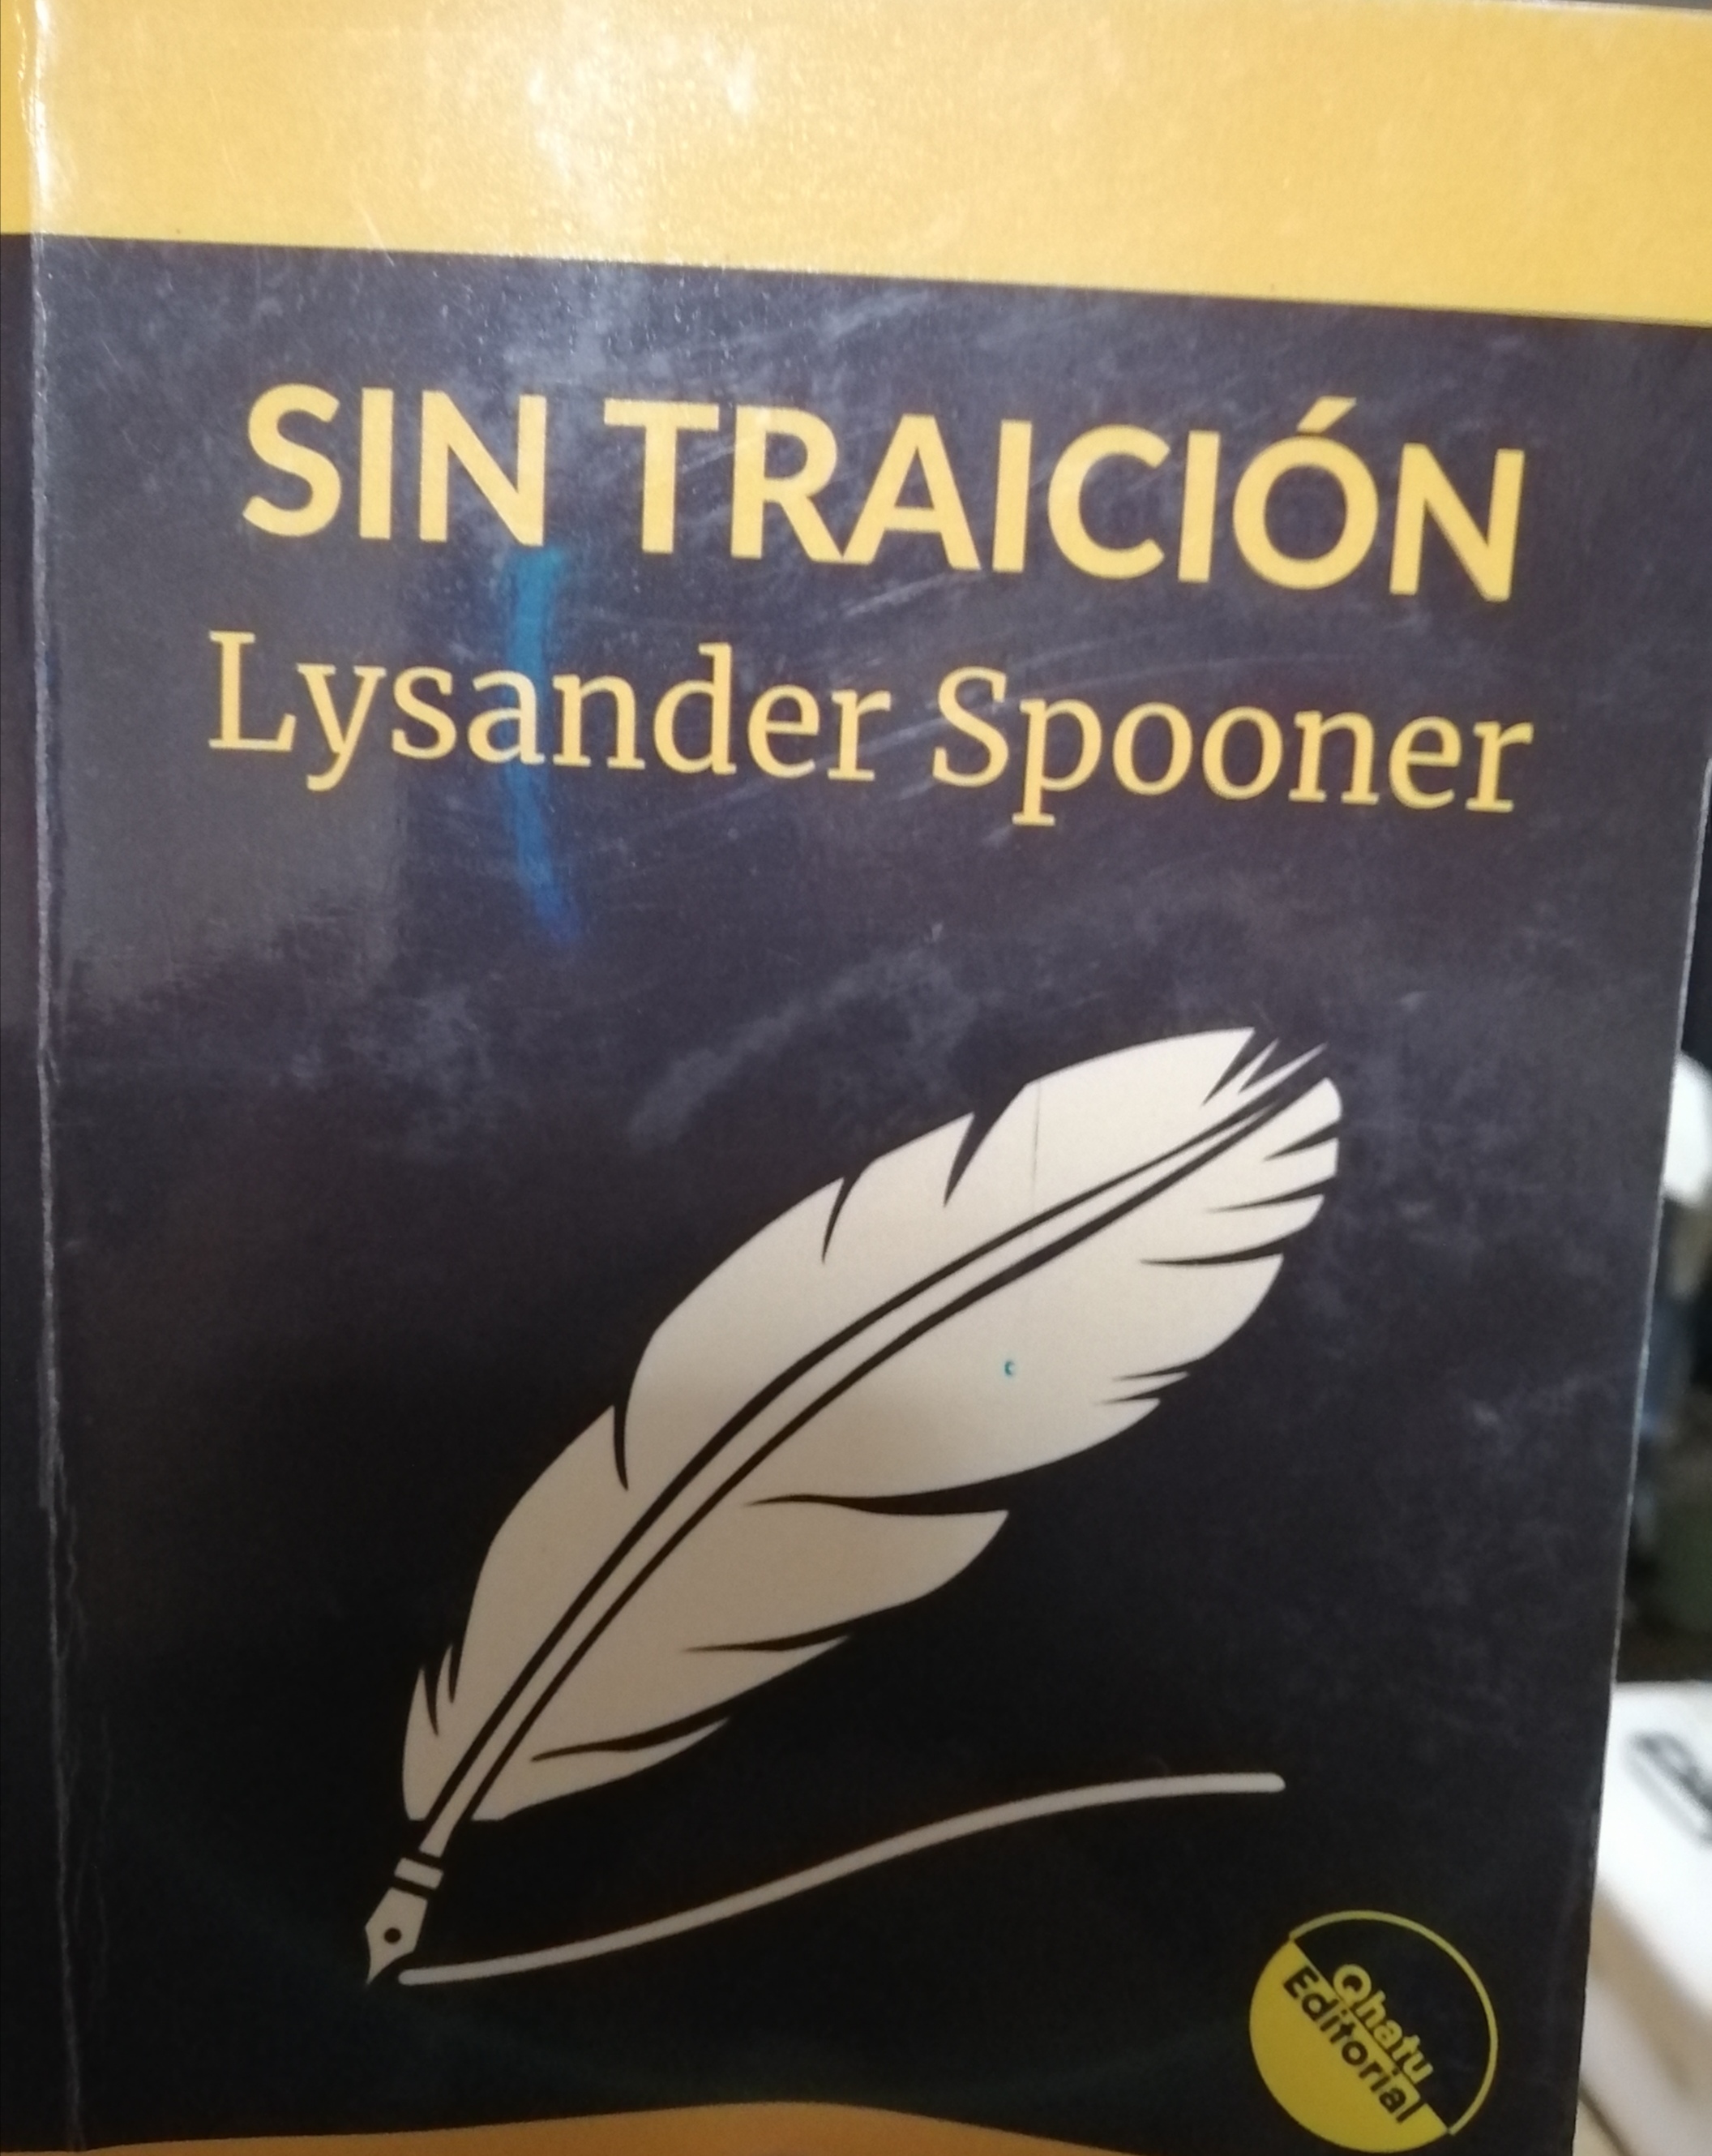 SIN TRAICIÓN
Lysander Spooner
Qhatu
Editorial